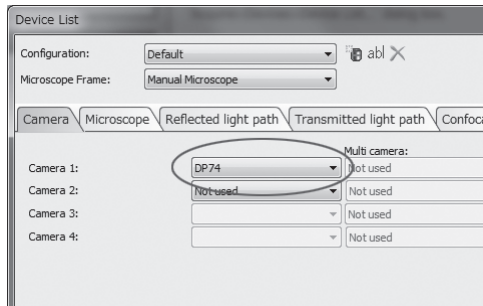 Device List
Configuration: Default abl
Microscope Frame: Manual Microscope
Camera Microscope Reflected light path Transmitted light path Confoca
Multi camera:
Camera 1: DP74 Not used
Camera 2: Not used Not used
Camera 3: Not used
Camera 4: Not used